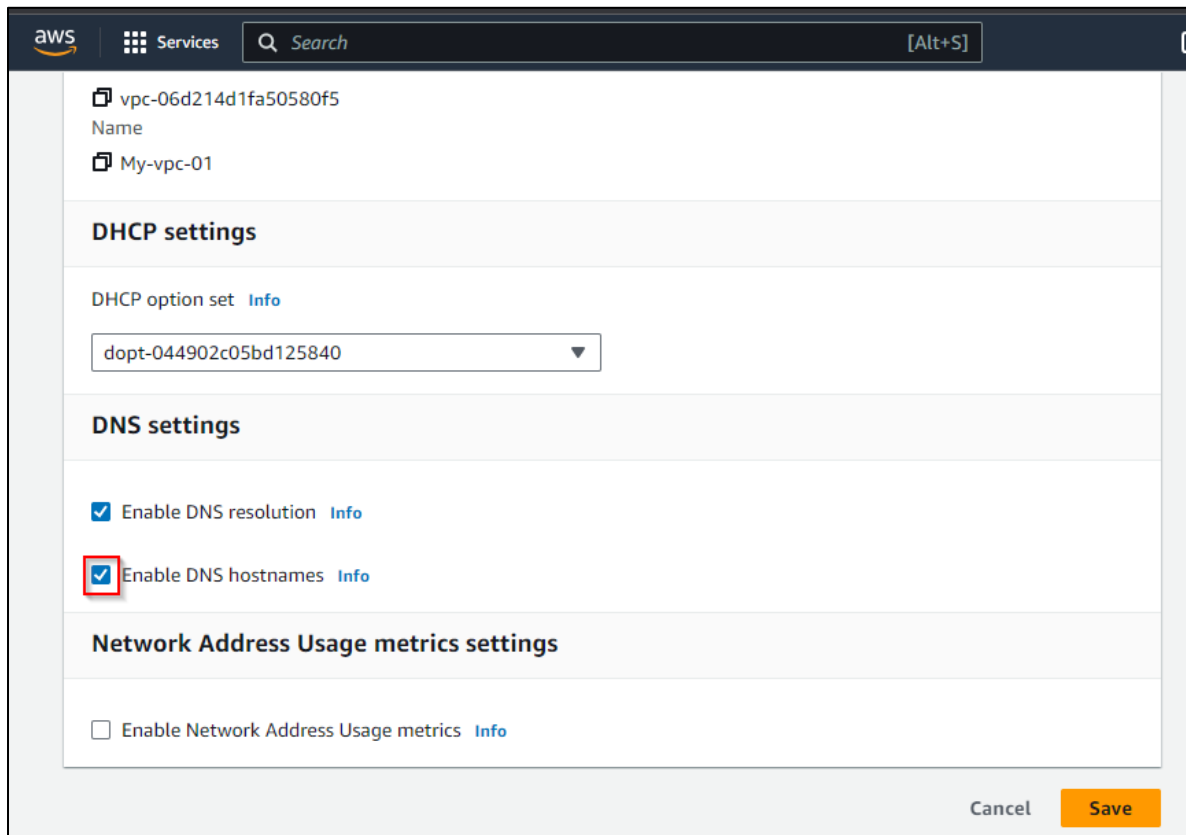 aws
Services
Search
[Alt+S]
vpc-06d214d1fa50580f5
Name
My-vpc-01
DHCP settings
DHCP option set Info
dopt-044902c05bd125840
DNS settings
Enable DNS resolution Info
Enable DNS hostnames Info
Network Address Usage metrics settings
Enable Network Address Usage metrics Info
Cancel
Save